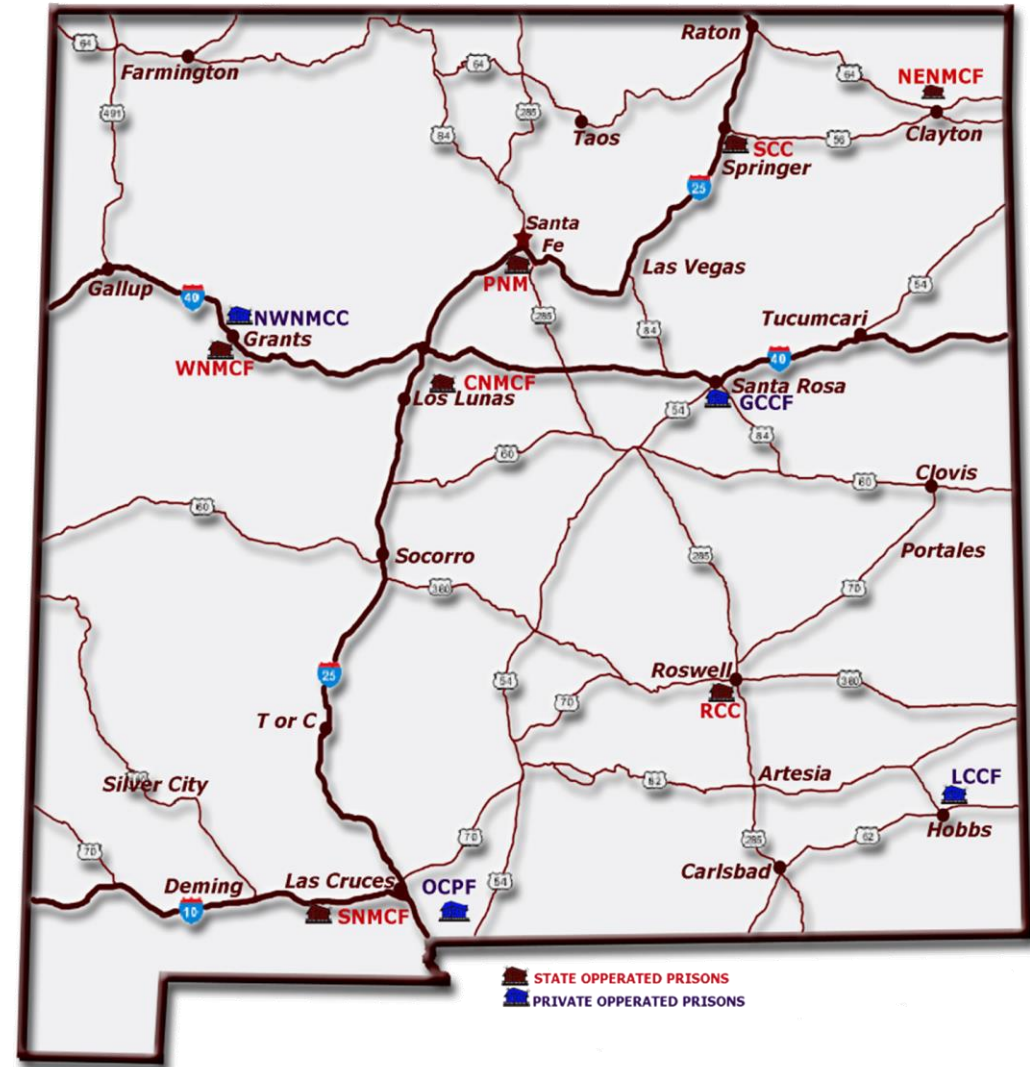 Raton
64
Farmington
64
64
NENMCF
491
285
84
Taos
56
Clayton
SCC
Springer
25
Santa
Fe
PNM
Las Vegas
Gallup
40
NWNMCC
Grants
WNMCF
285
84
54
Tucumcari
40
CNMCF
Los Lunas
Santa Rosa
GCCF
54
84
60
60
Clovis
60
Socorro
285
Portales
380
70
25
Roswell
54
70
RCC
380
T or C
Silver City
82
Artesia
LCCF
Hobbs
70
70
285
62
Carlsbad
Deming
Las Cruces
OCPF
54
10
SNMCF
STATE OPPERATED PRISONS
PRIVATE OPPERATED PRISONS